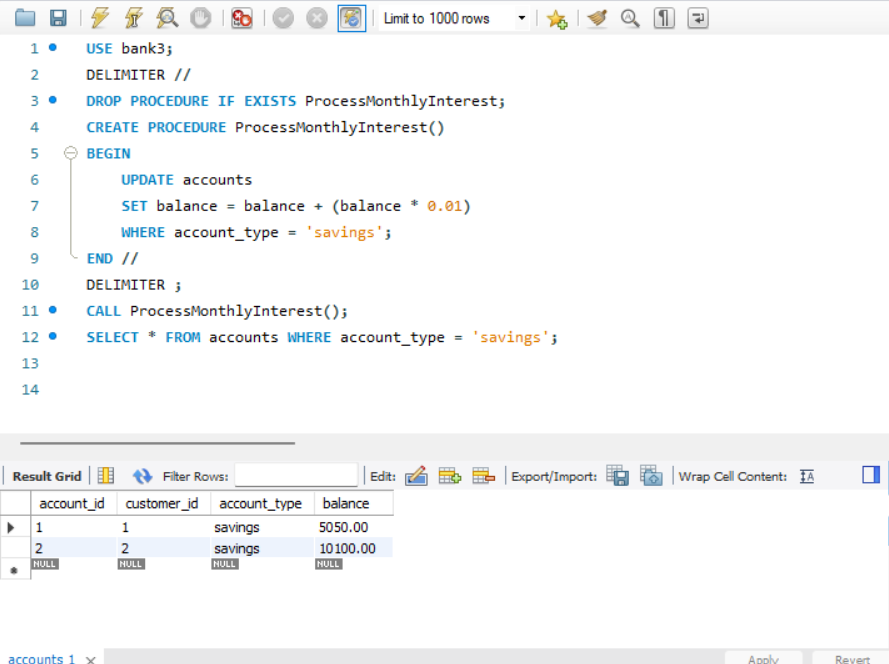 Limit to 1000 rows
1 USE bank3;
2 DELIMITER //
3 DROP PROCEDURE IF EXISTS ProcessMonthlyInterest;
4 CREATE PROCEDURE ProcessMonthlyInterest()
5 BEGIN
6 UPDATE accounts
7 SET balance = balance + (balance * 0.01)
8 WHERE account_type = 'savings';
9 END //
10 DELIMITER ;
11 CALL ProcessMonthlyInterest();
12 SELECT * FROM accounts WHERE account_type = 'savings';
13
14
Result Grid Filter Rows: Edit: Export/Import: Wrap Cell Content:
account_id customer_id account_type balance
1 1 savings 5050.00
2 2 savings 10100.00
NULL NULL NULL NULL
accounts 1 Apply Revert